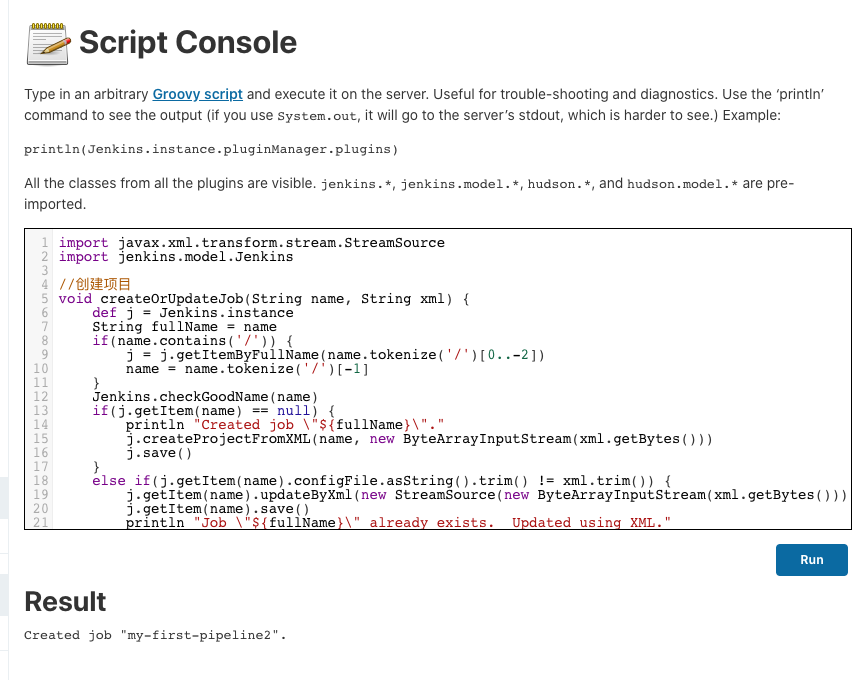 Script Console
Type in an arbitrary Groovy script and execute it on the server. Useful for trouble-shooting and diagnostics. Use the ‘println’
command to see the output (if you use System.out, it will go to the server’s stdout, which is harder to see.) Example:
println(Jenkins.instance.pluginManager.plugins)
All the classes from all the plugins are visible. jenkins.*, jenkins.model.*, hudson.*, and hudson.model.* are pre-
imported.
1 import javax.xml.transform.stream.StreamSource
2 import jenkins.model.Jenkins
3
4 //创建项目
5 void createOrUpdateJob(String name, String xml) {
6     def j = Jenkins.instance
7     String fullName = name
8     if(name.contains('/')) {
9         j = j.getItemByFullName(name.tokenize('/')[0..-2])
10         name = name.tokenize('/')[-1]
11     }
12     Jenkins.checkGoodName(name)
13     if(j.getItem(name) == null) {
14         println "Created job \"${fullName}\"."
15         j.createProjectFromXML(name, new ByteArrayInputStream(xml.getBytes()))
16         j.save()
17     }
18     else if(j.getItem(name).configFile.asString().trim() != xml.trim()) {
19         j.getItem(name).updateByXml(new StreamSource(new ByteArrayInputStream(xml.getBytes()))
20         j.getItem(name).save()
21         println "Job \"${fullName}\" already exists.  Updated using XML."
Run
Result
Created job "my-first-pipeline2".